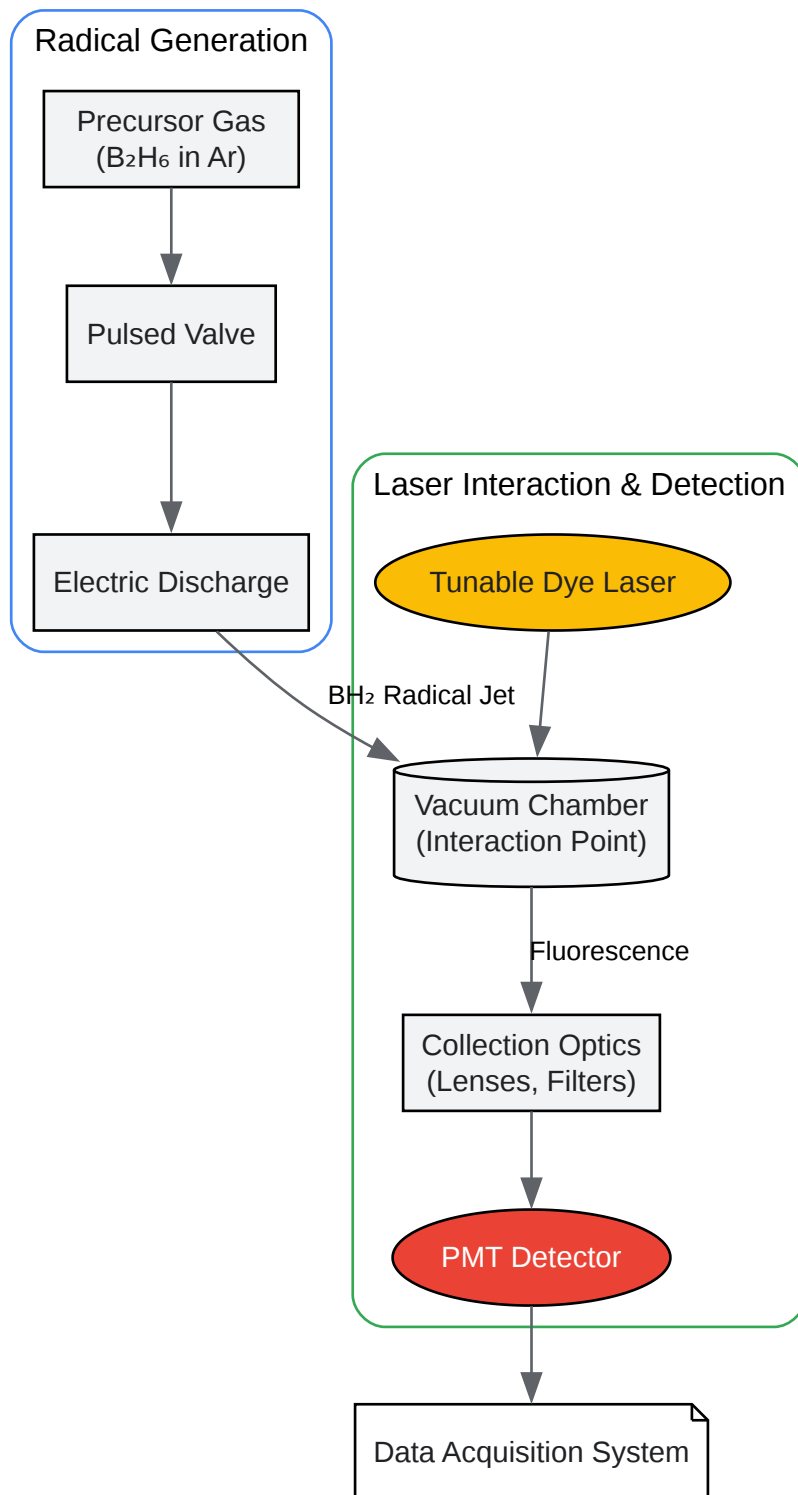 Radical Generation
Precursor Gas
(B₂H₆ in Ar)
Pulsed Valve
Electric Discharge
Laser Interaction & Detection
Tunable Dye Laser
BH₂ Radical Jet
Vacuum Chamber
(Interaction Point)
Fluorescence
Collection Optics
(Lenses, Filters)
PMT Detector
Data Acquisition System